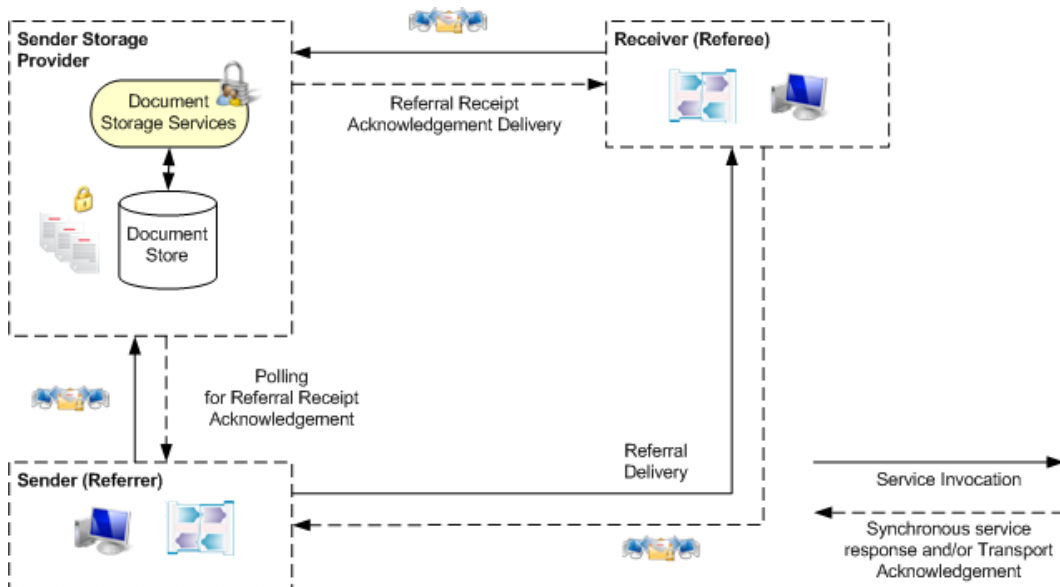 Sender Storage
Provider
Document
Storage Services
Document
Store
Receiver (Referee)
Referral Receipt
Acknowledgement Delivery
Polling
for Referral Receipt
Acknowledgement
Sender (Referrer)
Referral
Delivery
Service Invocation
Synchronous service
response and/or Transport
Acknowledgement